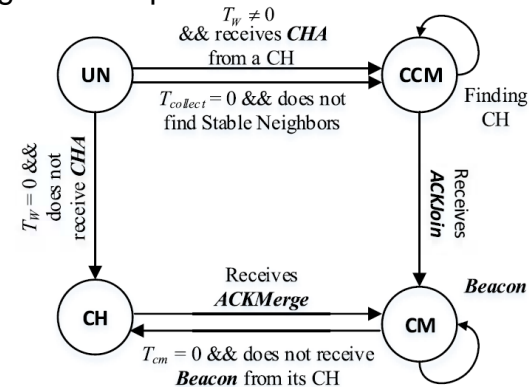 T_W ≠ 0
&& receives CHA
from a CH
UN
CCM
T_collect = 0 && does not
find Stable Neighbors
Finding
CH
T_W = 0 &&
does not
receive CHA
Receives
ACKJoin
Receives
ACKMerge
Beacon
CH
CM
T_cm = 0 && does not receive
Beacon from its CH